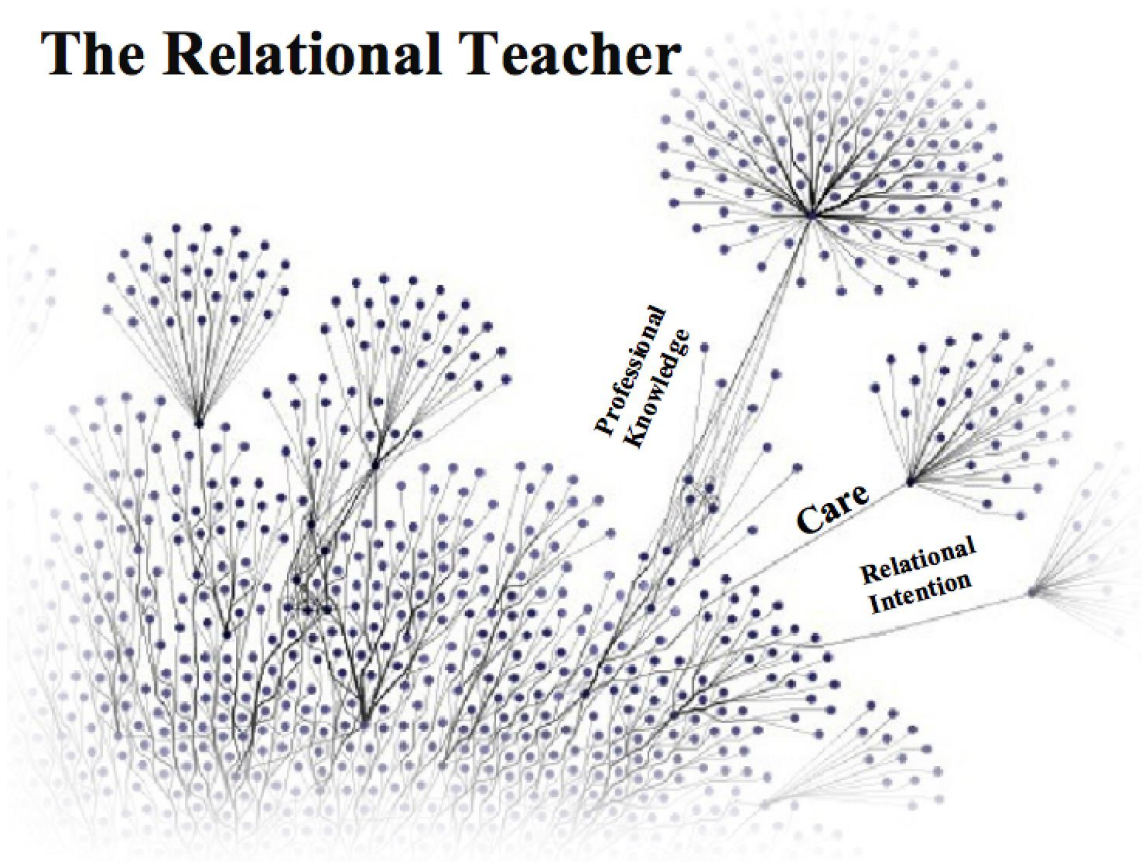 The Relational Teacher
Professional
Knowledge
Care
Relational
Intention